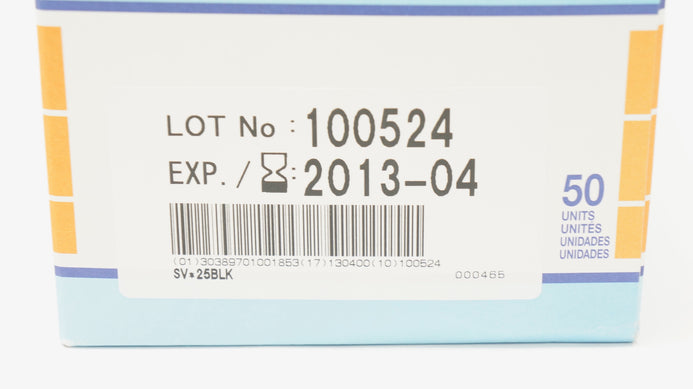 LOT No : 100524
EXP. / : 2013-04
(01)30389701001853(17)130400(10)100524
SV*25BLK
000465
50
UNITS
UNITÉS
UNIDADES
UNIDADES